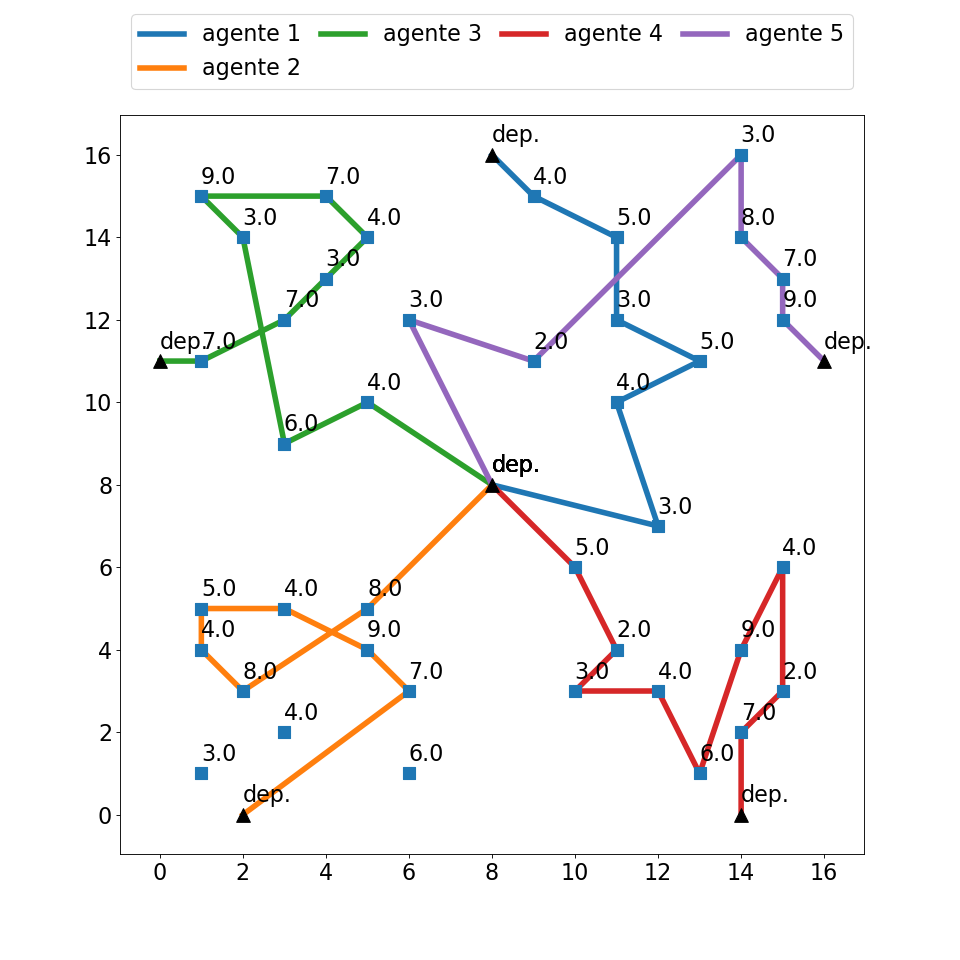 agente 1 agente 3 agente 4 agente 5
agente 2
dep.
3.0
16
9.0 7.0 4.0
3.0 4.0 5.0 8.0
14
3.0 7.0
7.0 3.0 3.0 9.0
12
dep. 7.0 2.0 5.0 dep.
4.0 4.0
10
6.0
dep.
8
3.0
5.0 4.0
6
5.0 4.0 8.0
4.0 9.0 2.0 9.0
4
8.0 7.0 3.0 4.0 2.0
4.0 7.0
2
3.0 6.0 6.0
dep. dep.
0
0 2 4 6 8 10 12 14 16